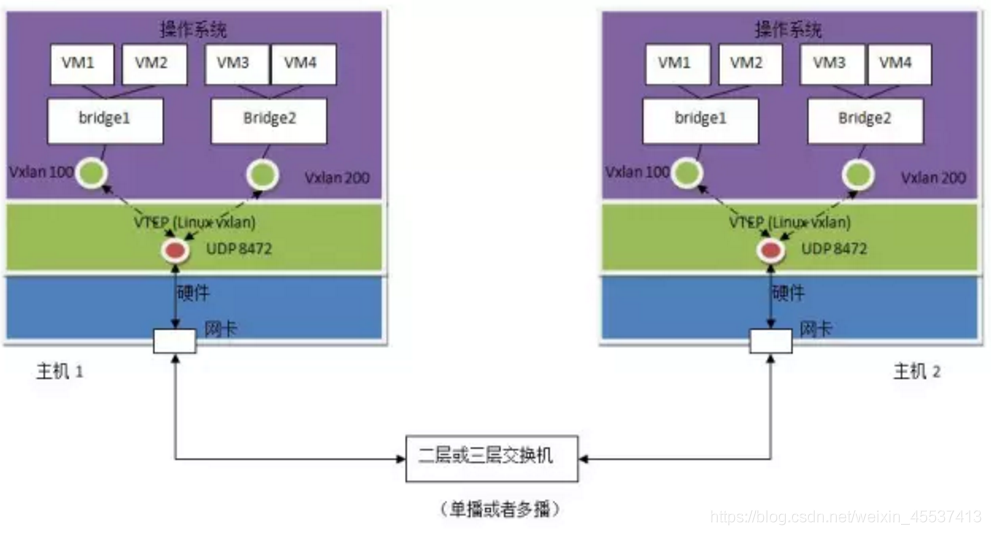 操作系统
VM1 VM2 VM3 VM4
bridge1 Bridge2
Vxlan 100 Vxlan 200
VTEP (Linux vxlan)
UDP 8472
硬件
网卡
主机 1
操作系统
VM1 VM2 VM3 VM4
bridge1 Bridge2
Vxlan 100 Vxlan 200
VTEP (Linux vxlan)
UDP 8472
硬件
网卡
主机 2
二层或三层交换机
（单播或者多播）
https://blog.csdn.net/weixin_45537413